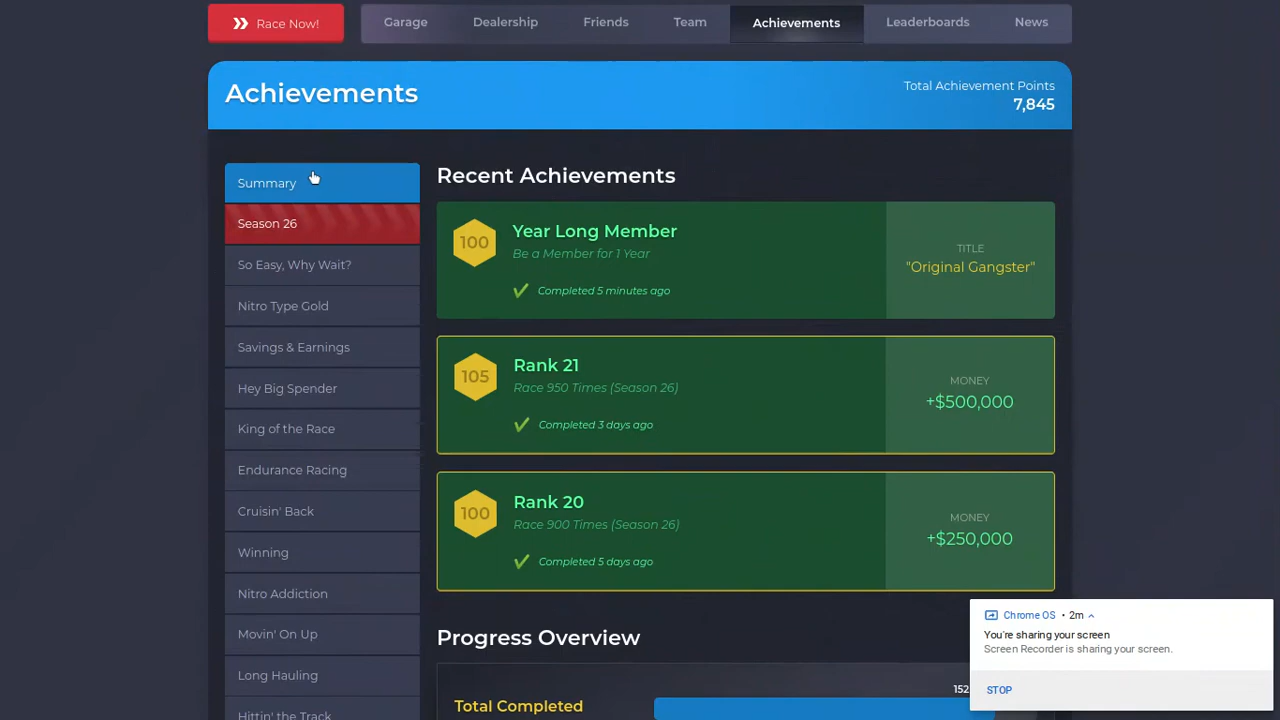 Race Now!
Garage
Dealership
Friends
Team
Achievements
Leaderboards
News
Achievements
Total Achievement Points
7,845
Summary
Season 26
So Easy, Why Wait?
Nitro Type Gold
Savings & Earnings
Hey Big Spender
King of the Race
Endurance Racing
Cruisin' Back
Winning
Nitro Addiction
Movin' On Up
Long Hauling
Hittin' the Track
Recent Achievements
100
Year Long Member
Be a Member for 1 Year
Completed 5 minutes ago
TITLE
"Original Gangster"
105
Rank 21
Race 950 Times (Season 26)
Completed 3 days ago
MONEY
+$500,000
100
Rank 20
Race 900 Times (Season 26)
Completed 5 days ago
MONEY
+$250,000
Progress Overview
Total Completed
152
Chrome OS • 2m
You're sharing your screen
Screen Recorder is sharing your screen.
STOP